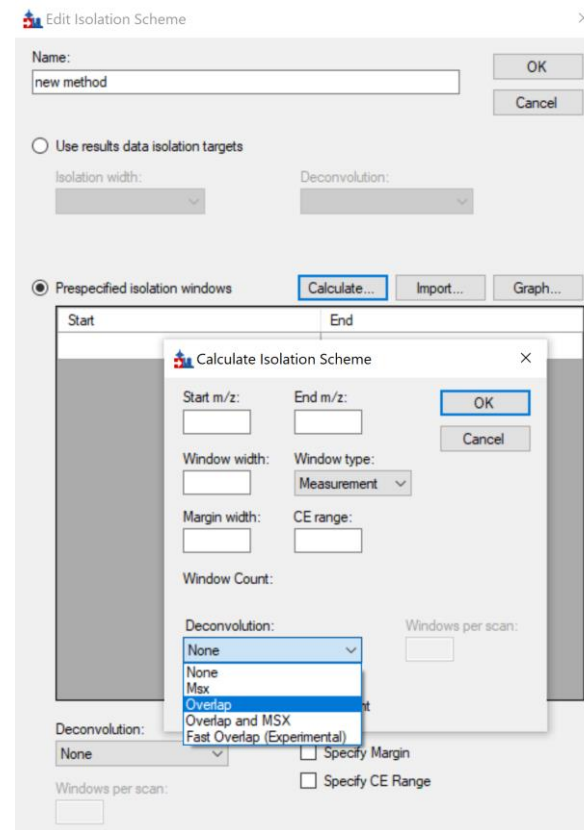 Edit Isolation Scheme
Name:
new method
OK
Cancel
Use results data isolation targets
Isolation width:
Deconvolution:
Prespecified isolation windows
Calculate...
Import...
Graph...
Start
End
Calculate Isolation Scheme
Start m/z:
End m/z:
OK
Cancel
Window width:
Window type:
Measurement
Margin width:
CE range:
Window Count:
Deconvolution:
Windows per scan:
None
None
Msx
Overlap
Overlap and MSX
Fast Overlap (Experimental)
Deconvolution:
None
Specify Margin
Windows per scan:
Specify CE Range